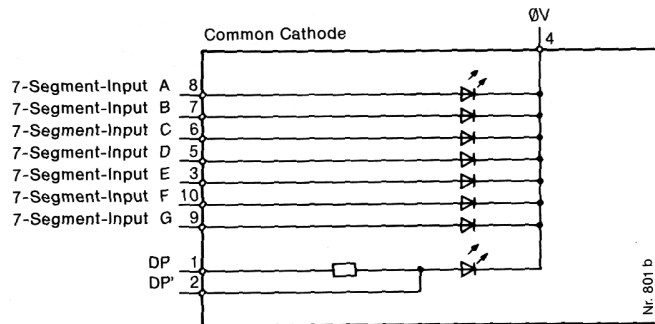 ØV
Common Cathode
4
7-Segment-Input A 8
7-Segment-Input B 7
7-Segment-Input C 6
7-Segment-Input D 5
7-Segment-Input E 3
7-Segment-Input F 10
7-Segment-Input G 9
DP 1
DP' 2
Nr. 801 b